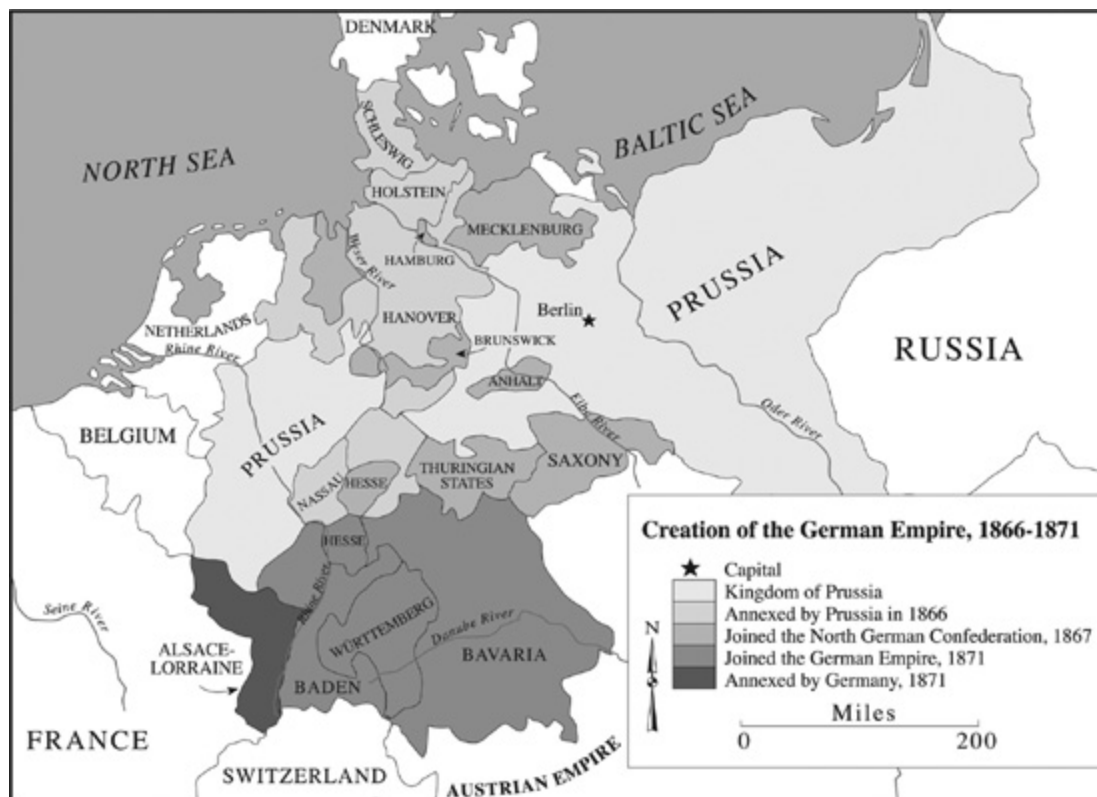 DENMARK
NORTH SEA
BALTIC SEA
SCHLESWIG
HOLSTEIN
MECKLENBURG
HAMBURG
Weser River
PRUSSIA
Berlin
HANOVER
NETHERLANDS
BRUNSWICK
RUSSIA
Rhine River
ANHALT
Elbe River
Oder River
BELGIUM
PRUSSIA
THURINGIAN
STATES
SAXONY
NASSAU
HESSE
HESSE
Rhine River
Seine River
WÜRTTEMBERG
Danube River
ALSACE-
LORRAINE
BAVARIA
BADEN
FRANCE
SWITZERLAND
AUSTRIAN EMPIRE
Creation of the German Empire, 1866-1871
Capital
Kingdom of Prussia
Annexed by Prussia in 1866
Joined the North German Confederation, 1867
Joined the German Empire, 1871
Annexed by Germany, 1871
N
Miles
0 200